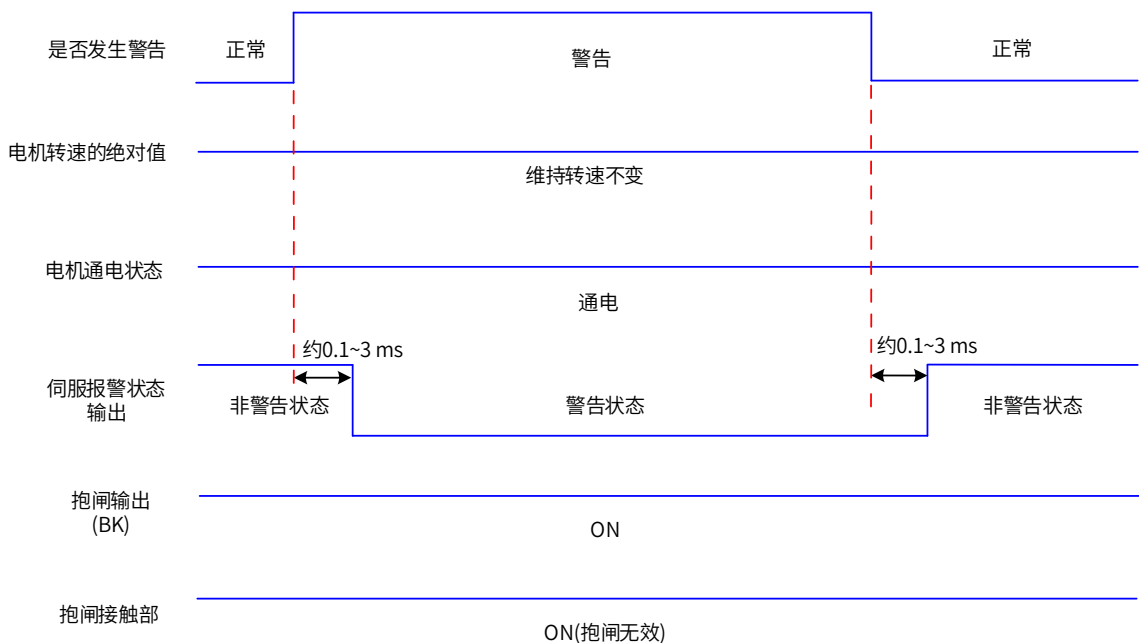 是否发生警告
正常
警告
正常
电机转速的绝对值
维持转速不变
电机通电状态
通电
约0.1~3 ms
约0.1~3 ms
伺服报警状态
输出
非警告状态
警告状态
非警告状态
抱闸输出
(BK)
ON
抱闸接触部
ON(抱闸无效)